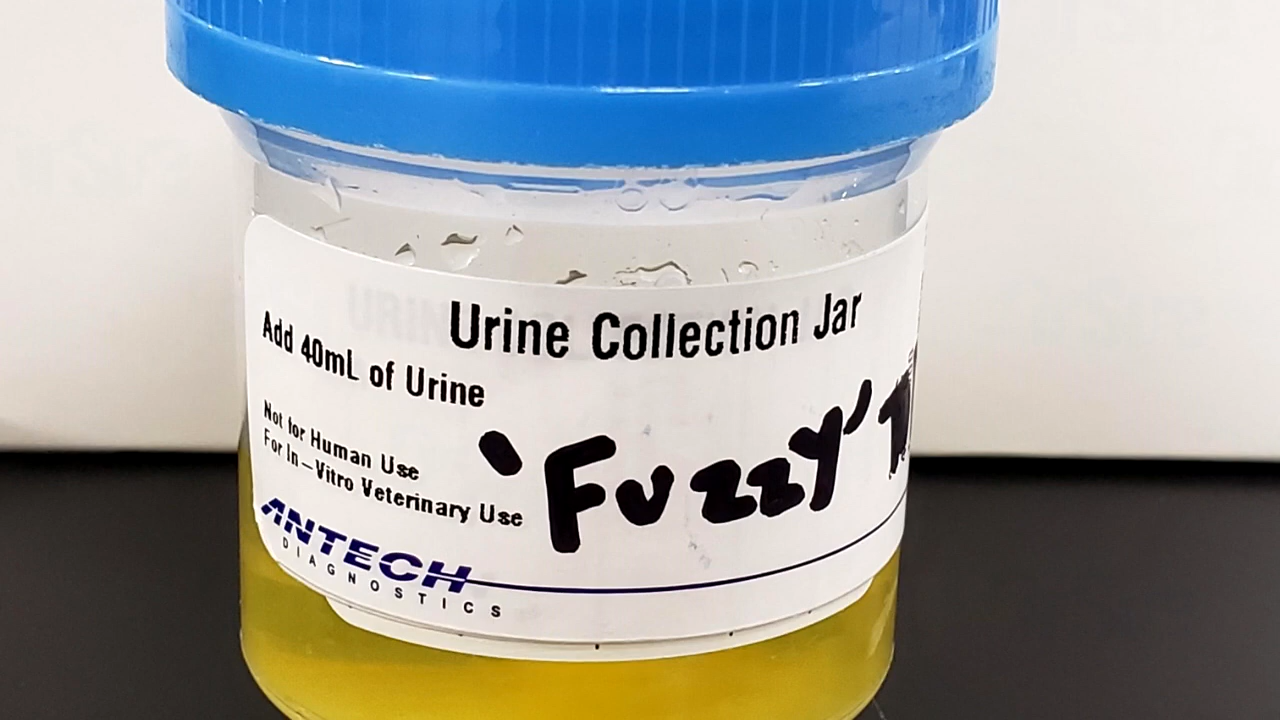 Urine Collection Jar
Add 40mL of Urine
Not for Human Use
For In-Vitro Veterinary Use
'Fuzzy'
ANTECH
DIAGNOSTICS